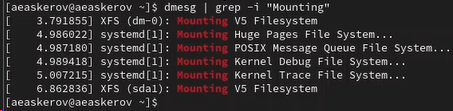 [aeaskerov@aeaskerov ~]$ dmesg | grep -i "Mounting"
[    3.791855] XFS (dm-0): Mounting V5 Filesystem
[    4.986022] systemd[1]: Mounting Huge Pages File System...
[    4.987180] systemd[1]: Mounting POSIX Message Queue File System...
[    4.989418] systemd[1]: Mounting Kernel Debug File System...
[    5.007215] systemd[1]: Mounting Kernel Trace File System...
[    6.862836] XFS (sda1): Mounting V5 Filesystem
[aeaskerov@aeaskerov ~]$